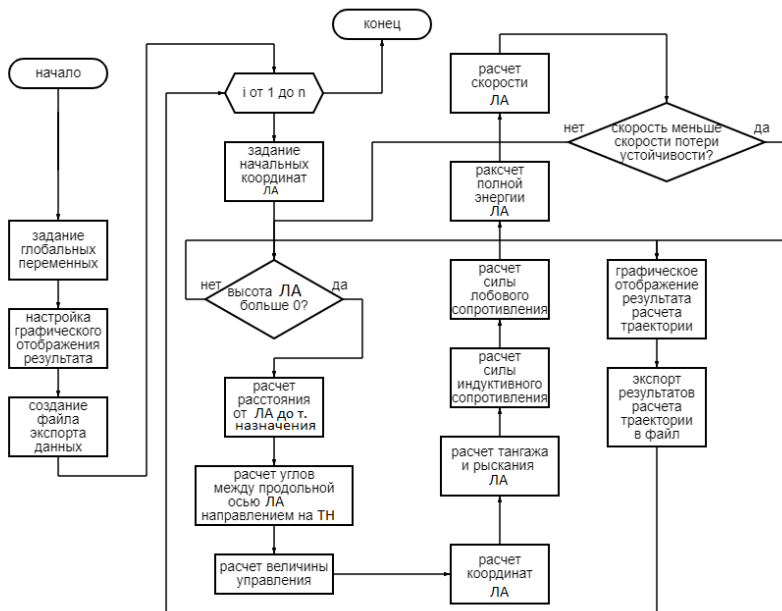 начало
задание
глобальных
переменных
настройка
графического
отображения
результата
создание
файла
экспорта
данных
конец
i от 1 до n
задание
начальных
координат
ЛА
нет
высота ЛА
больше 0?
да
расчет
расстояния
от ЛА до т.
назначения
расчет углов
между продольной
осью ЛА
направлением на ТН
расчет величины
управления
расчет
координат
ЛА
расчет тангажа
и рыскания
ЛА
расчет
силы
индуктивного
сопротивления
расчет
силы
лобового
сопротивления
раксчет
полной
энергии
ЛА
расчет
скорости
ЛА
нет
скорость меньше
скорости потери
устойчивости?
да
графическое
отображение
результата
расчета
траектории
экспорт
результатов
расчета
траектории
в файл